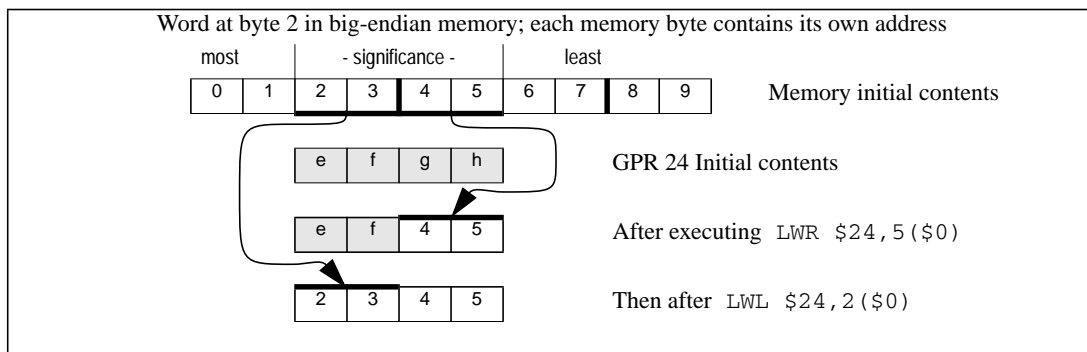 Word at byte 2 in big-endian memory; each memory byte contains its own address
most - significance - least
0 1 2 3 4 5 6 7 8 9 Memory initial contents
e f g h GPR 24 Initial contents
e f 4 5 After executing LWR $24,5($0)
2 3 4 5 Then after LWL $24,2($0)